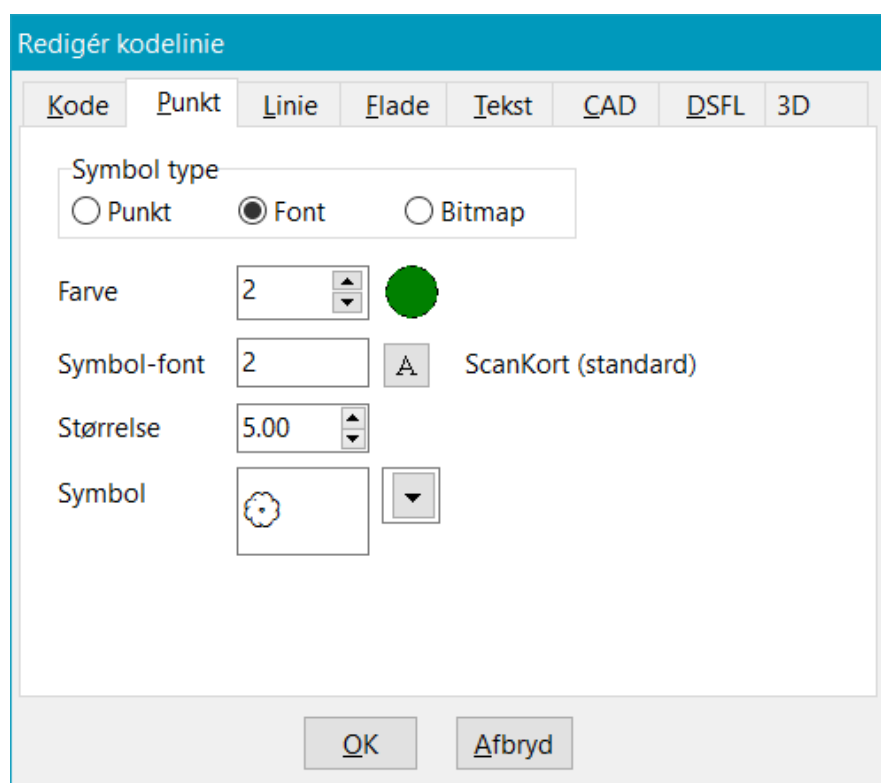 Redigér kodelinie
Kode Punkt Linie Flade Tekst CAD DSFL 3D
Symbol type
Punkt Font Bitmap
Farve 2
Symbol-font 2 A ScanKort (standard)
Størrelse 5.00
Symbol
OK Afbryd